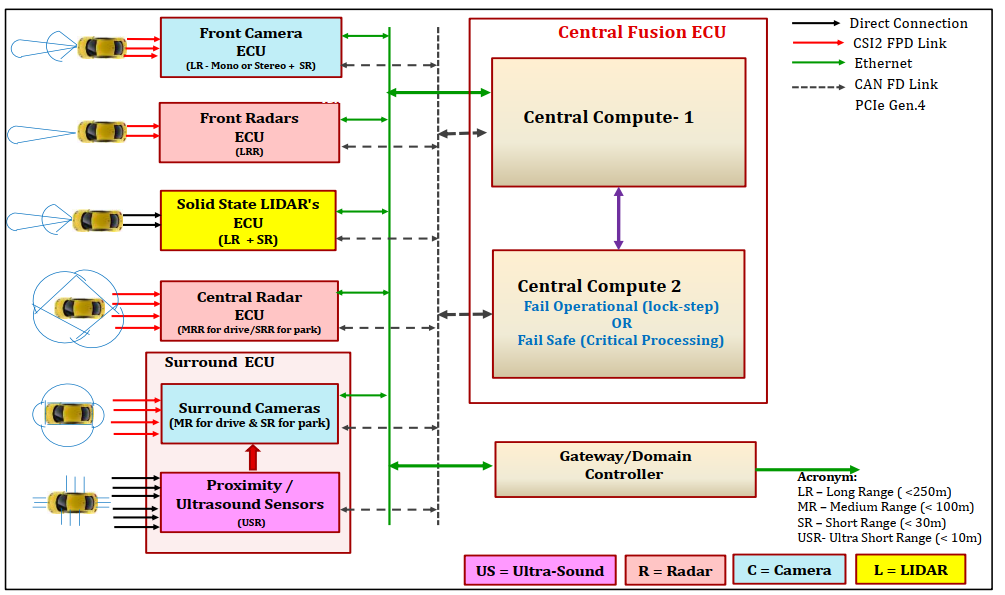 Front Camera
ECU
(LR - Mono or Stereo + SR)
Front Radars
ECU
(LRR)
Solid State LIDAR's
ECU
(LR + SR)
Central Radar
ECU
(MRR for drive/SRR for park)
Surround ECU
Surround Cameras
(MR for drive & SR for park)
Proximity /
Ultrasound Sensors
(USR)
Central Fusion ECU
Central Compute- 1
Central Compute 2
Fail Operational (lock-step)
OR
Fail Safe (Critical Processing)
Gateway/Domain
Controller
Direct Connection
CSI2 FPD Link
Ethernet
CAN FD Link
PCIe Gen.4
Acronym:
LR – Long Range ( <250m)
MR – Medium Range (< 100m)
SR – Short Range (< 30m)
USR- Ultra Short Range (< 10m)
US = Ultra-Sound
R = Radar
C = Camera
L = LIDAR